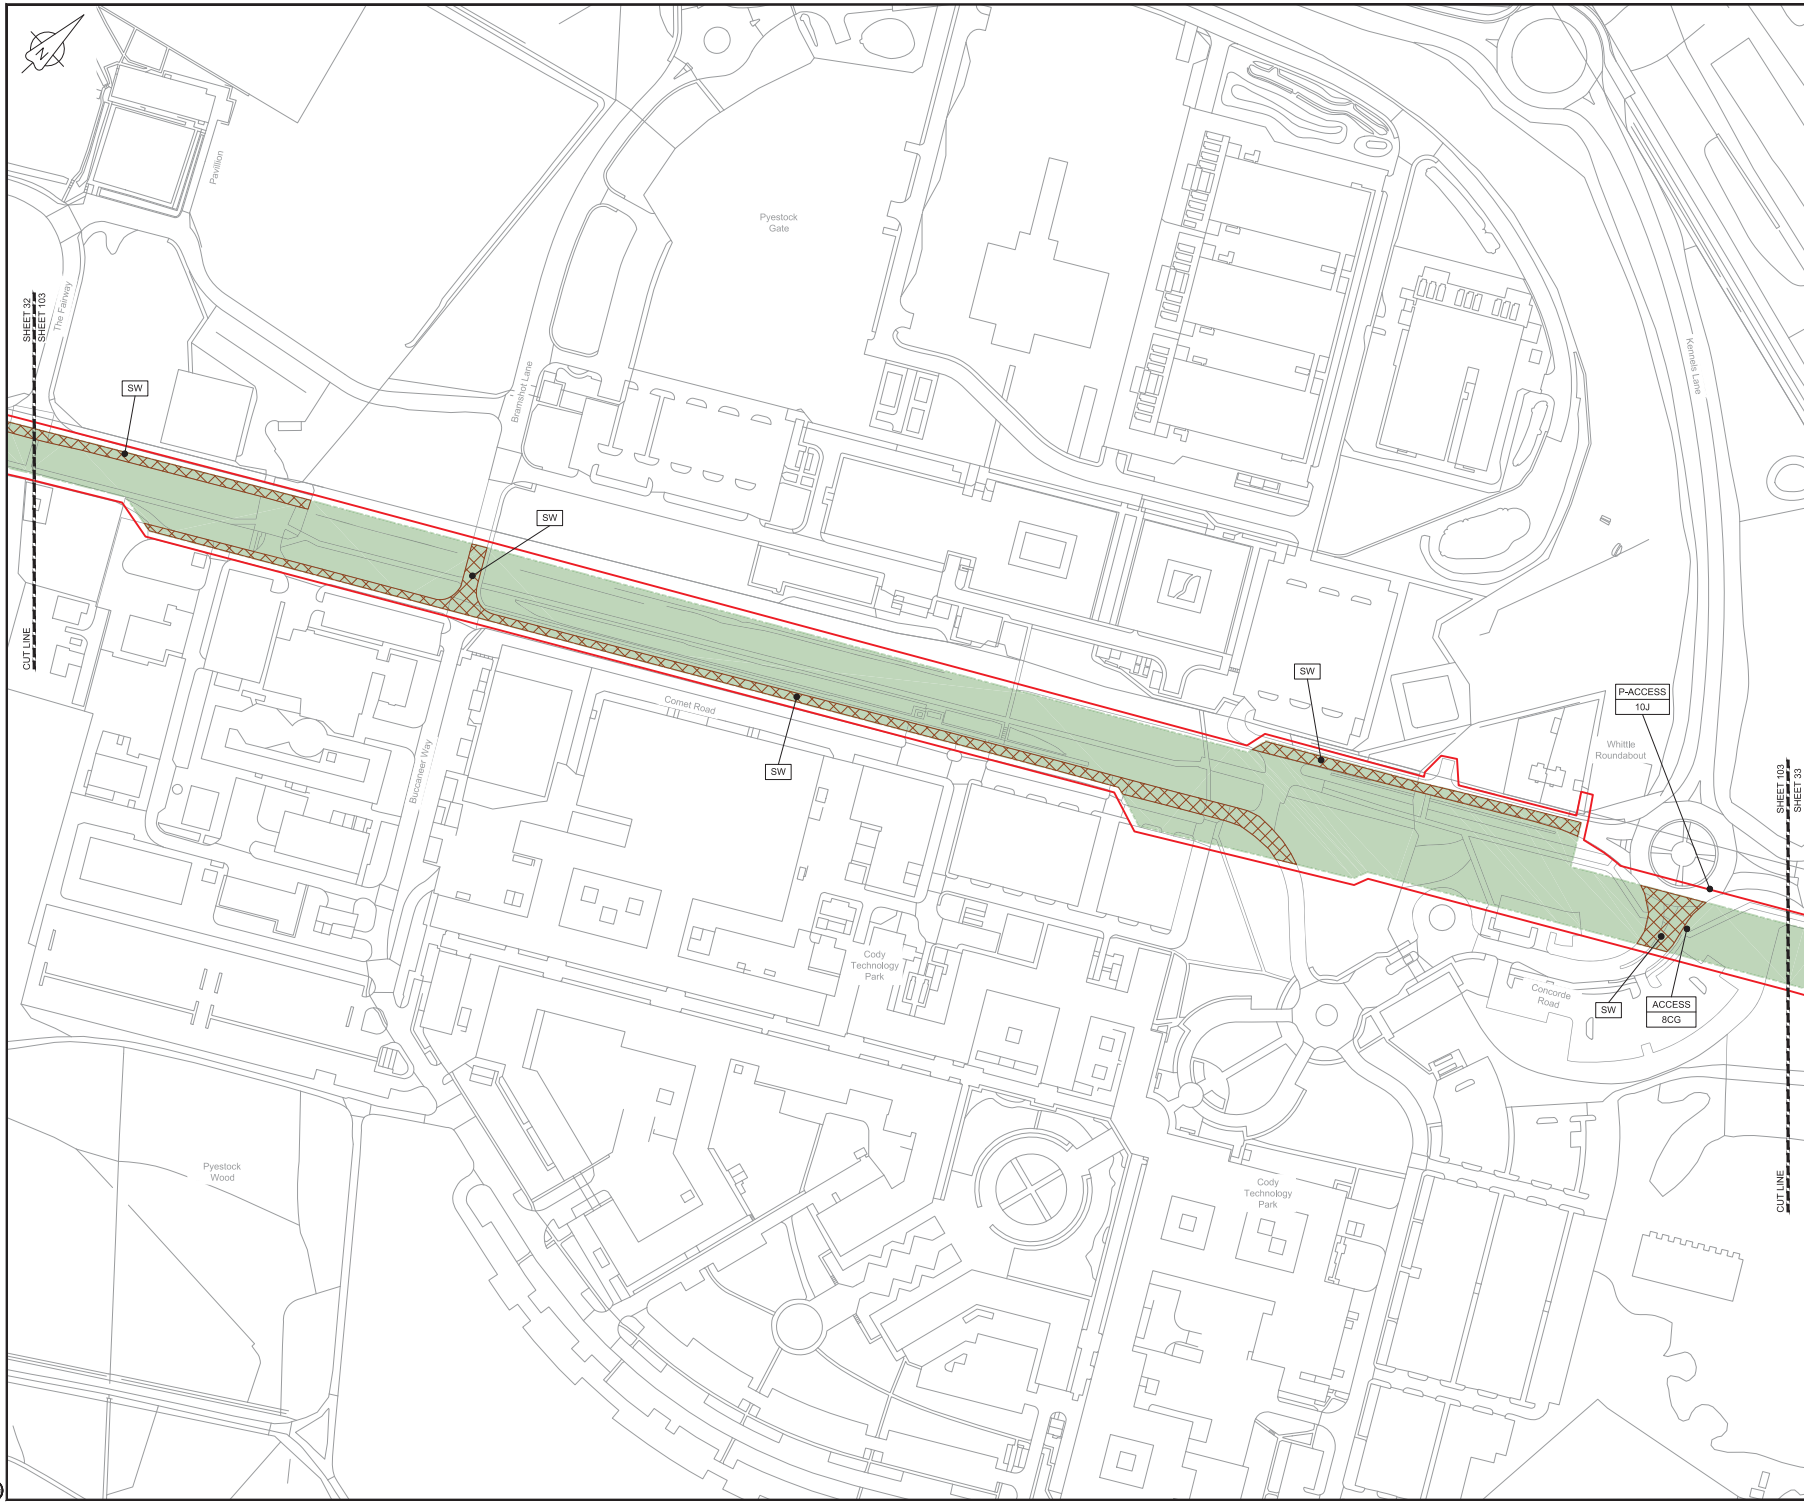 N
Pavillion
Pyestock
Gate
SHEET 32
SHEET 103
The Fairway
Bramshot Lane
Kennels Lane
SW
SW
CUT LINE
SW
P-ACCESS
10J
Comet Road
Whittle
Roundabout
Buccaneer Way
SW
SHEET 103
SHEET 33
Cody
Technology
Park
Concorde
Road
SW
ACCESS
8CG
Pyestock
Wood
Cody
Technology
Park
CUT LINE